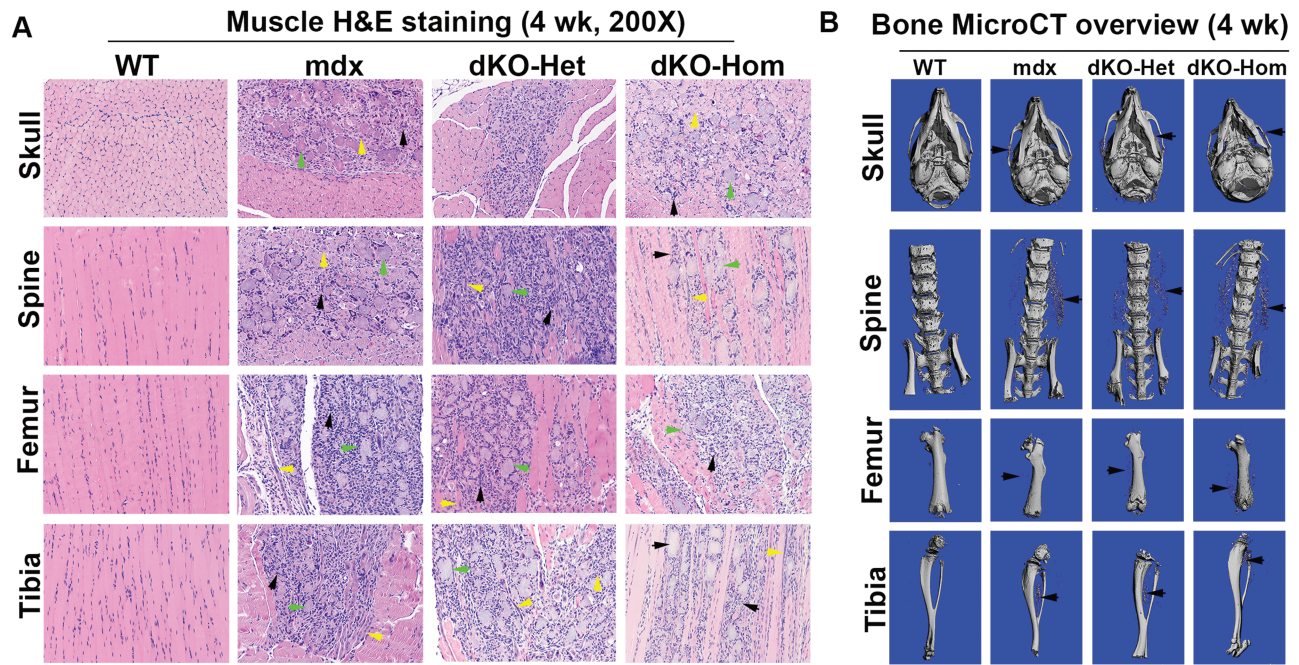 A
Muscle H&E staining (4 wk, 200X)
WT
mdx
dKO-Het
dKO-Hom
Skull
Spine
Femur
Tibia
B
Bone MicroCT overview (4 wk)
WT
mdx
dKO-Het
dKO-Hom
Skull
Spine
Femur
Tibia